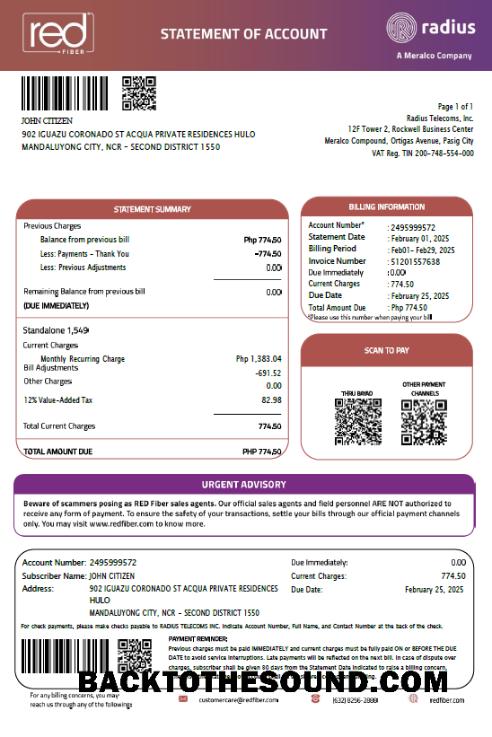 red
FIBER
STATEMENT OF ACCOUNT
radius
A Meralco Company
JOHN CITIZEN
902 IGUAZU CORONADO ST ACQUA PRIVATE RESIDENCES HULO
MANDALUYONG CITY, NCR – SECOND DISTRICT 1550
Page 1 of 1
Radius Telecoms, Inc.
12F Tower 2, Rockwell Business Center
Meralco Compound, Ortigas Avenue, Pasig City
VAT Reg. TIN 200-748-554-000
STATEMENT SUMMARY
Previous Charges
Balance from previous bill Php 774.50
Less: Payments – Thank You -774.50
Less: Previous Adjustments 0.00
Remaining Balance from previous bill 0.00
(DUE IMMEDIATELY)
Standalone 1,549
Current Charges
Monthly Recurring Charge Php 1,383.04
Bill Adjustments -691.52
Other Charges 0.00
12% Value-Added Tax 82.98
Total Current Charges 774.50
TOTAL AMOUNT DUE PHP 774.50
BILLING INFORMATION
Account Number* : 2495999572
Statement Date : February 01, 2025
Billing Period : Feb01- Feb29, 2025
Invoice Number : 51201557638
Due Immediately : 0.00
Current Charges : 774.50
Due Date : February 25, 2025
Total Amount Due : Php 774.50
*Please use this number when paying your bill
SCAN TO PAY
THRU BAYAD
OTHER PAYMENT
CHANNELS
URGENT ADVISORY
Beware of scammers posing as RED Fiber sales agents. Our official sales agents and field personnel ARE NOT authorized to
receive any form of payment. To ensure the safety of your transactions, settle your bills through our official payment channels
only. You may visit www.redfiber.com to know more.
Account Number: 2495999572
Subscriber Name: JOHN CITIZEN
Address: 902 IGUAZU CORONADO ST ACQUA PRIVATE RESIDENCES
HULO
MANDALUYONG CITY, NCR – SECOND DISTRICT 1550
Due Immediately: 0.00
Current Charges: 774.50
Due Date: February 25, 2025
For check payments, please make checks payable to RADIUS TELECOMS INC. Indicate Account Number, Full Name, and Contact Number at the back of the check.
PAYMENT REMINDER:
Previous charges must be paid IMMEDIATELY and current charges must be fully paid ON or BEFORE THE DUE
DATE to avoid service interruptions. Late payments will be reflected on the next bill. In case of dispute over
charges, subscriber shall be given 60 days from the Statement Date indicated to raise a billing concern,
BACKTOTHESOUND.COM
For any billing concerns, you may
reach us through any of the followings
customercare@redfiber.com
(632) 8256-2888
redfiber.com